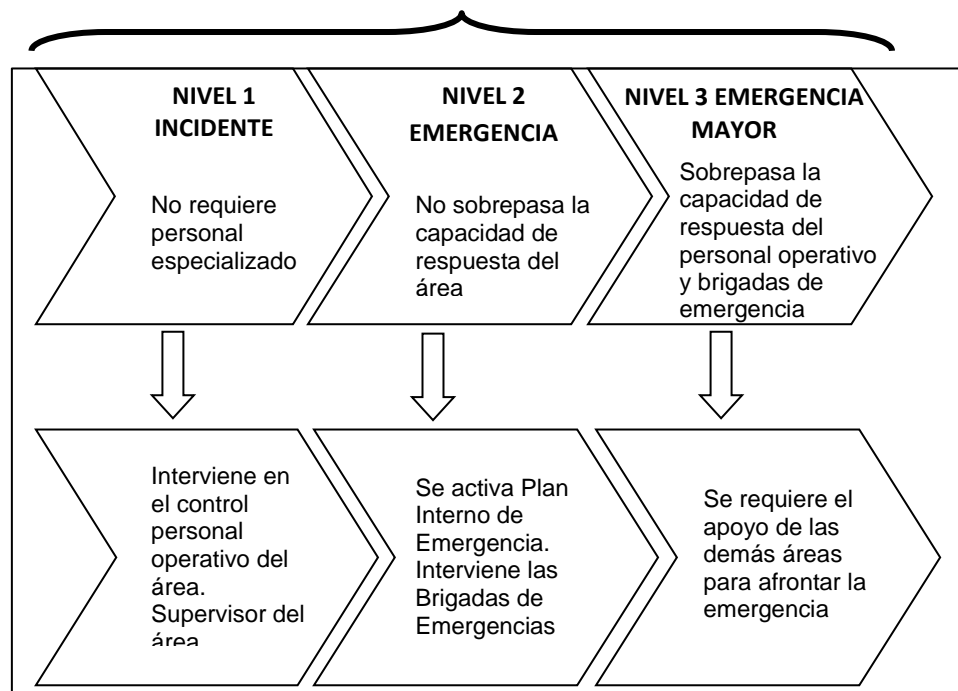 NIVEL 1
INCIDENTE
No requiere
personal
especializado
NIVEL 2
EMERGENCIA
No sobrepasa la
capacidad de
respuesta del
área
NIVEL 3 EMERGENCIA
MAYOR
Sobrepasa la
capacidad de
respuesta del
personal operativo
y brigadas de
emergencia
Interviene en
el control
personal
operativo del
área.
Supervisor del
área
Se activa Plan
Interno de
Emergencia.
Interviene las
Brigadas de
Emergencias
Se requiere el
apoyo de las
demás áreas
para afrontar la
emergencia